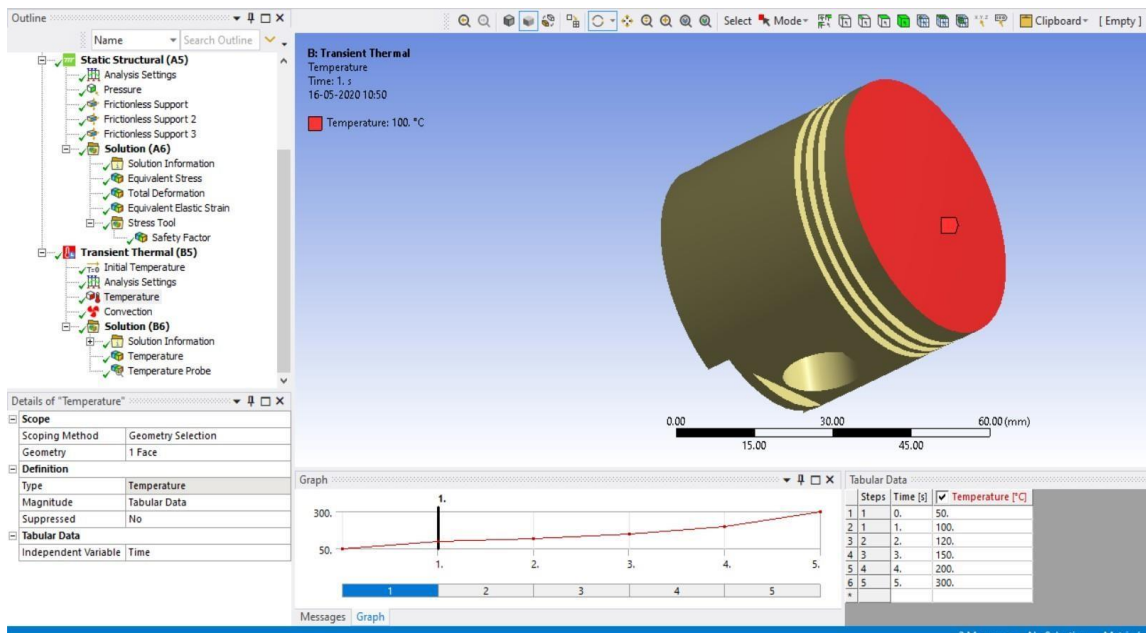 Outline
Name
Search Outline
Select
Mode
Clipboard
[ Empty ]
Static Structural (A5)
Analysis Settings
Pressure
Frictionless Support
Frictionless Support 2
Frictionless Support 3
Solution (A6)
Solution Information
Equivalent Stress
Total Deformation
Equivalent Elastic Strain
Stress Tool
Safety Factor
Transient Thermal (B5)
T=0 Initial Temperature
Analysis Settings
Temperature
Convection
Solution (B6)
Solution Information
Temperature
Temperature Probe
B: Transient Thermal
Temperature
Time: 1. s
16-05-2020 10:50
Temperature: 100. °C
0.00 30.00 60.00 (mm)
15.00 45.00
Details of "Temperature"
Scope
Scoping Method Geometry Selection
Geometry 1 Face
Definition
Type Temperature
Magnitude Tabular Data
Suppressed No
Tabular Data
Independent Variable Time
Graph
1.
300.
50.
1. 2. 3. 4. 5.
1 2 3 4 5
Messages Graph
Tabular Data
Steps Time [s] Temperature [°C]
1 1 0. 50.
2 1 1. 100.
3 2 2. 120.
4 3 3. 150.
5 4 4. 200.
6 5 5. 300.
*